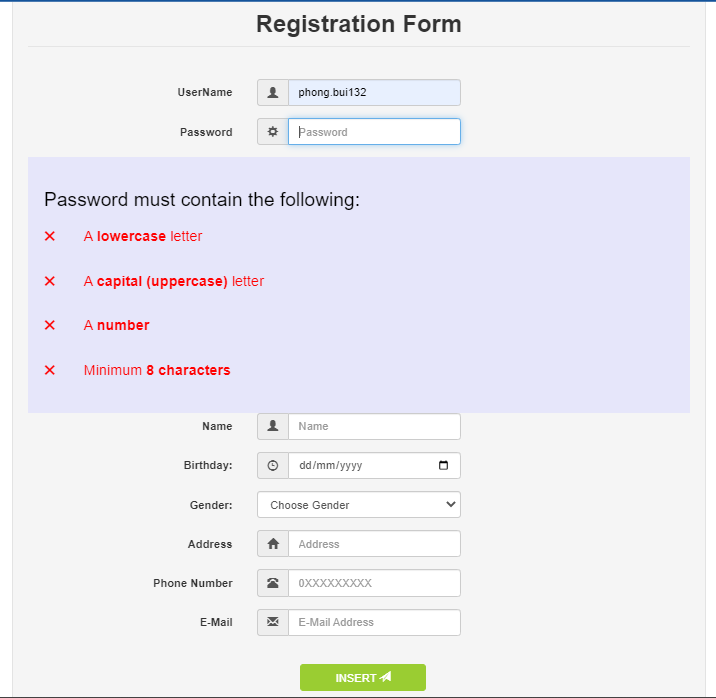 Registration Form
UserName phong.bui132
Password Password
Password must contain the following:
A lowercase letter
A capital (uppercase) letter
A number
Minimum 8 characters
Name Name
Birthday: dd/mm/yyyy
Gender: Choose Gender
Address Address
Phone Number 0XXXXXXXXX
E-Mail E-Mail Address
INSERT